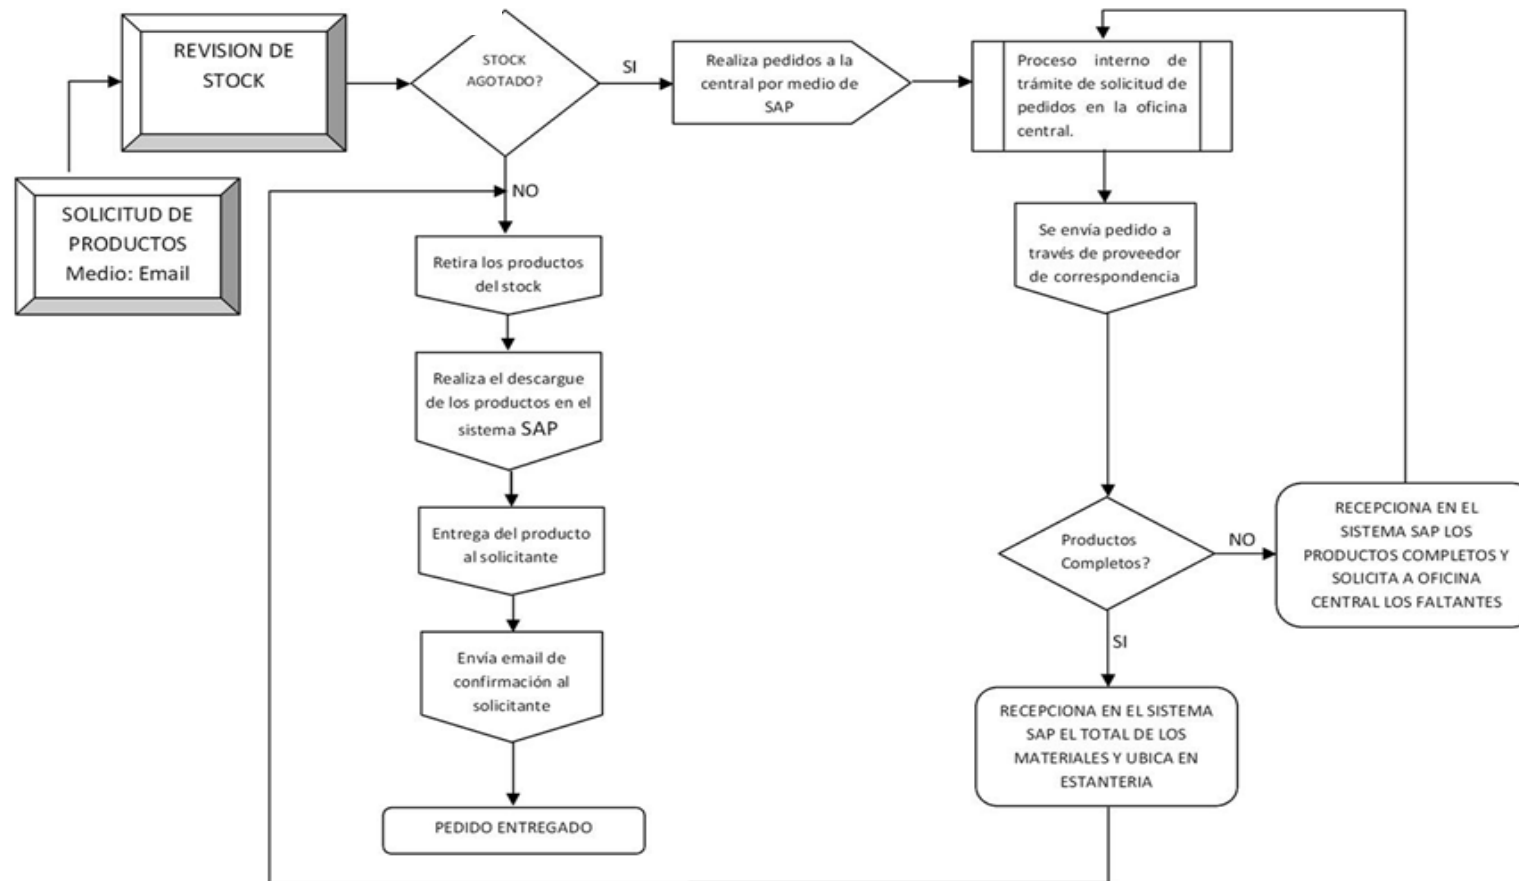 REVISION DE
STOCK
SOLICITUD DE
PRODUCTOS
Medio: Email
STOCK
AGOTADO?
SI
NO
Realiza pedidos a la
central por medio de
SAP
Proceso interno de
trámite de solicitud de
pedidos en la oficina
central.
Retira los productos
del stock
Realiza el descargue
de los productos en el
sistema SAP
Entrega del producto
al solicitante
Envía email de
confirmación al
solicitante
PEDIDO ENTREGADO
Se envía pedido a
través de proveedor
de correspondencia
Productos
Completos?
NO
RECEPCIONA EN EL
SISTEMA SAP LOS
PRODUCTOS COMPLETOS Y
SOLICITA A OFICINA
CENTRAL LOS FALTANTES
SI
RECEPCIONA EN EL SISTEMA
SAP EL TOTAL DE LOS
MATERIALES Y UBICA EN
ESTANTERIA